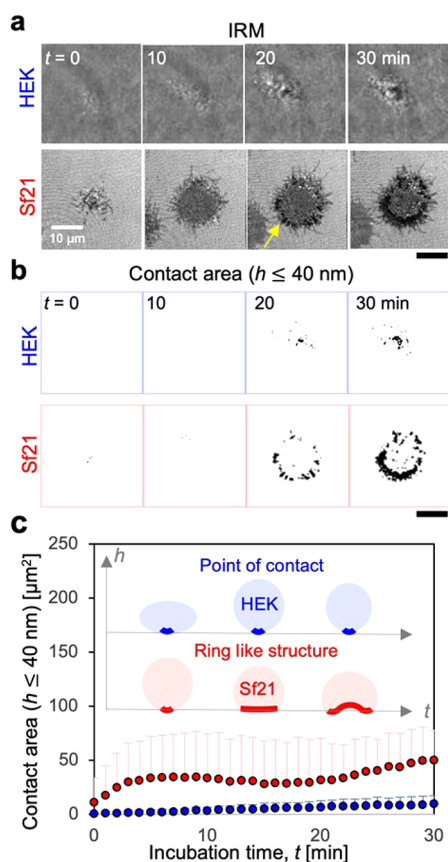 a
IRM
HEK
t = 0
10
20
30 min
Sf21
10 µm
b
Contact area (h ≤ 40 nm)
HEK
t = 0
10
20
30 min
Sf21
c
Contact area (h ≤ 40 nm) [µm²]
250
200
150
100
50
0
h
Point of contact
HEK
Ring like structure
Sf21
t
0
10
20
30
Incubation time, t [min]